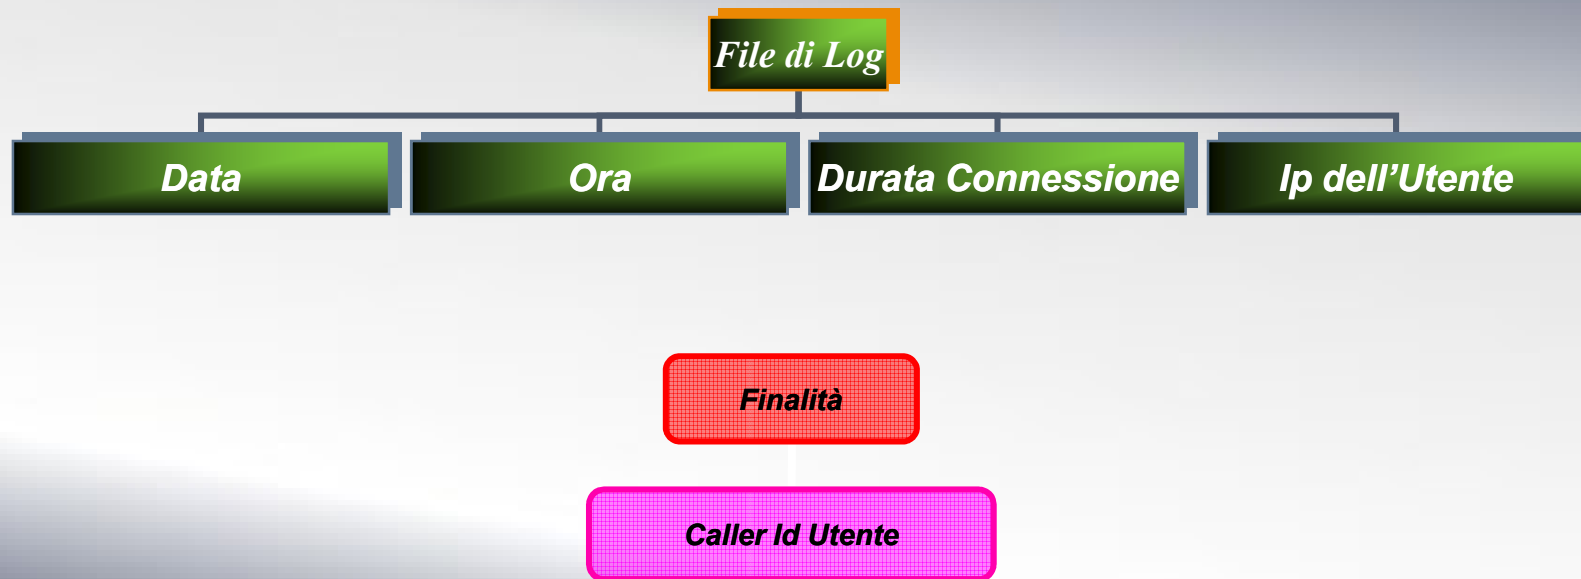 File di Log
Data
Ora
Durata Connessione
Ip dell’Utente
Finalità
Caller Id Utente